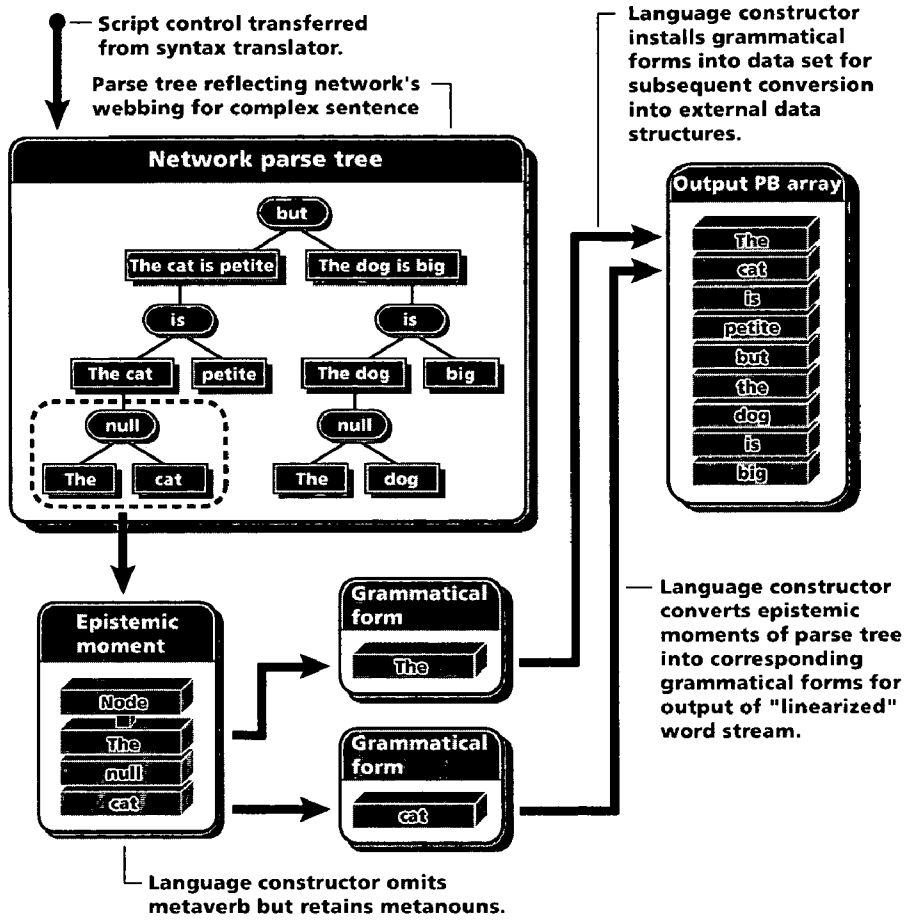 Script control transferred
from syntax translator.
Parse tree reflecting network's
webbing for complex sentence
Language constructor
installs grammatical
forms into data set for
subsequent conversion
into external data
structures.
Network parse tree
but
The cat is petite
The dog is big
is
is
The cat
petite
The dog
big
null
null
The
cat
The
dog
Output PB array
The
cat
is
petite
but
the
dog
is
big
Epistemic
moment
Node
The
null
cat
Grammatical
form
The
Grammatical
form
cat
Language constructor
converts epistemic
moments of parse tree
into corresponding
grammatical forms for
output of "linearized"
word stream.
Language constructor omits
metaverb but retains metanouns.